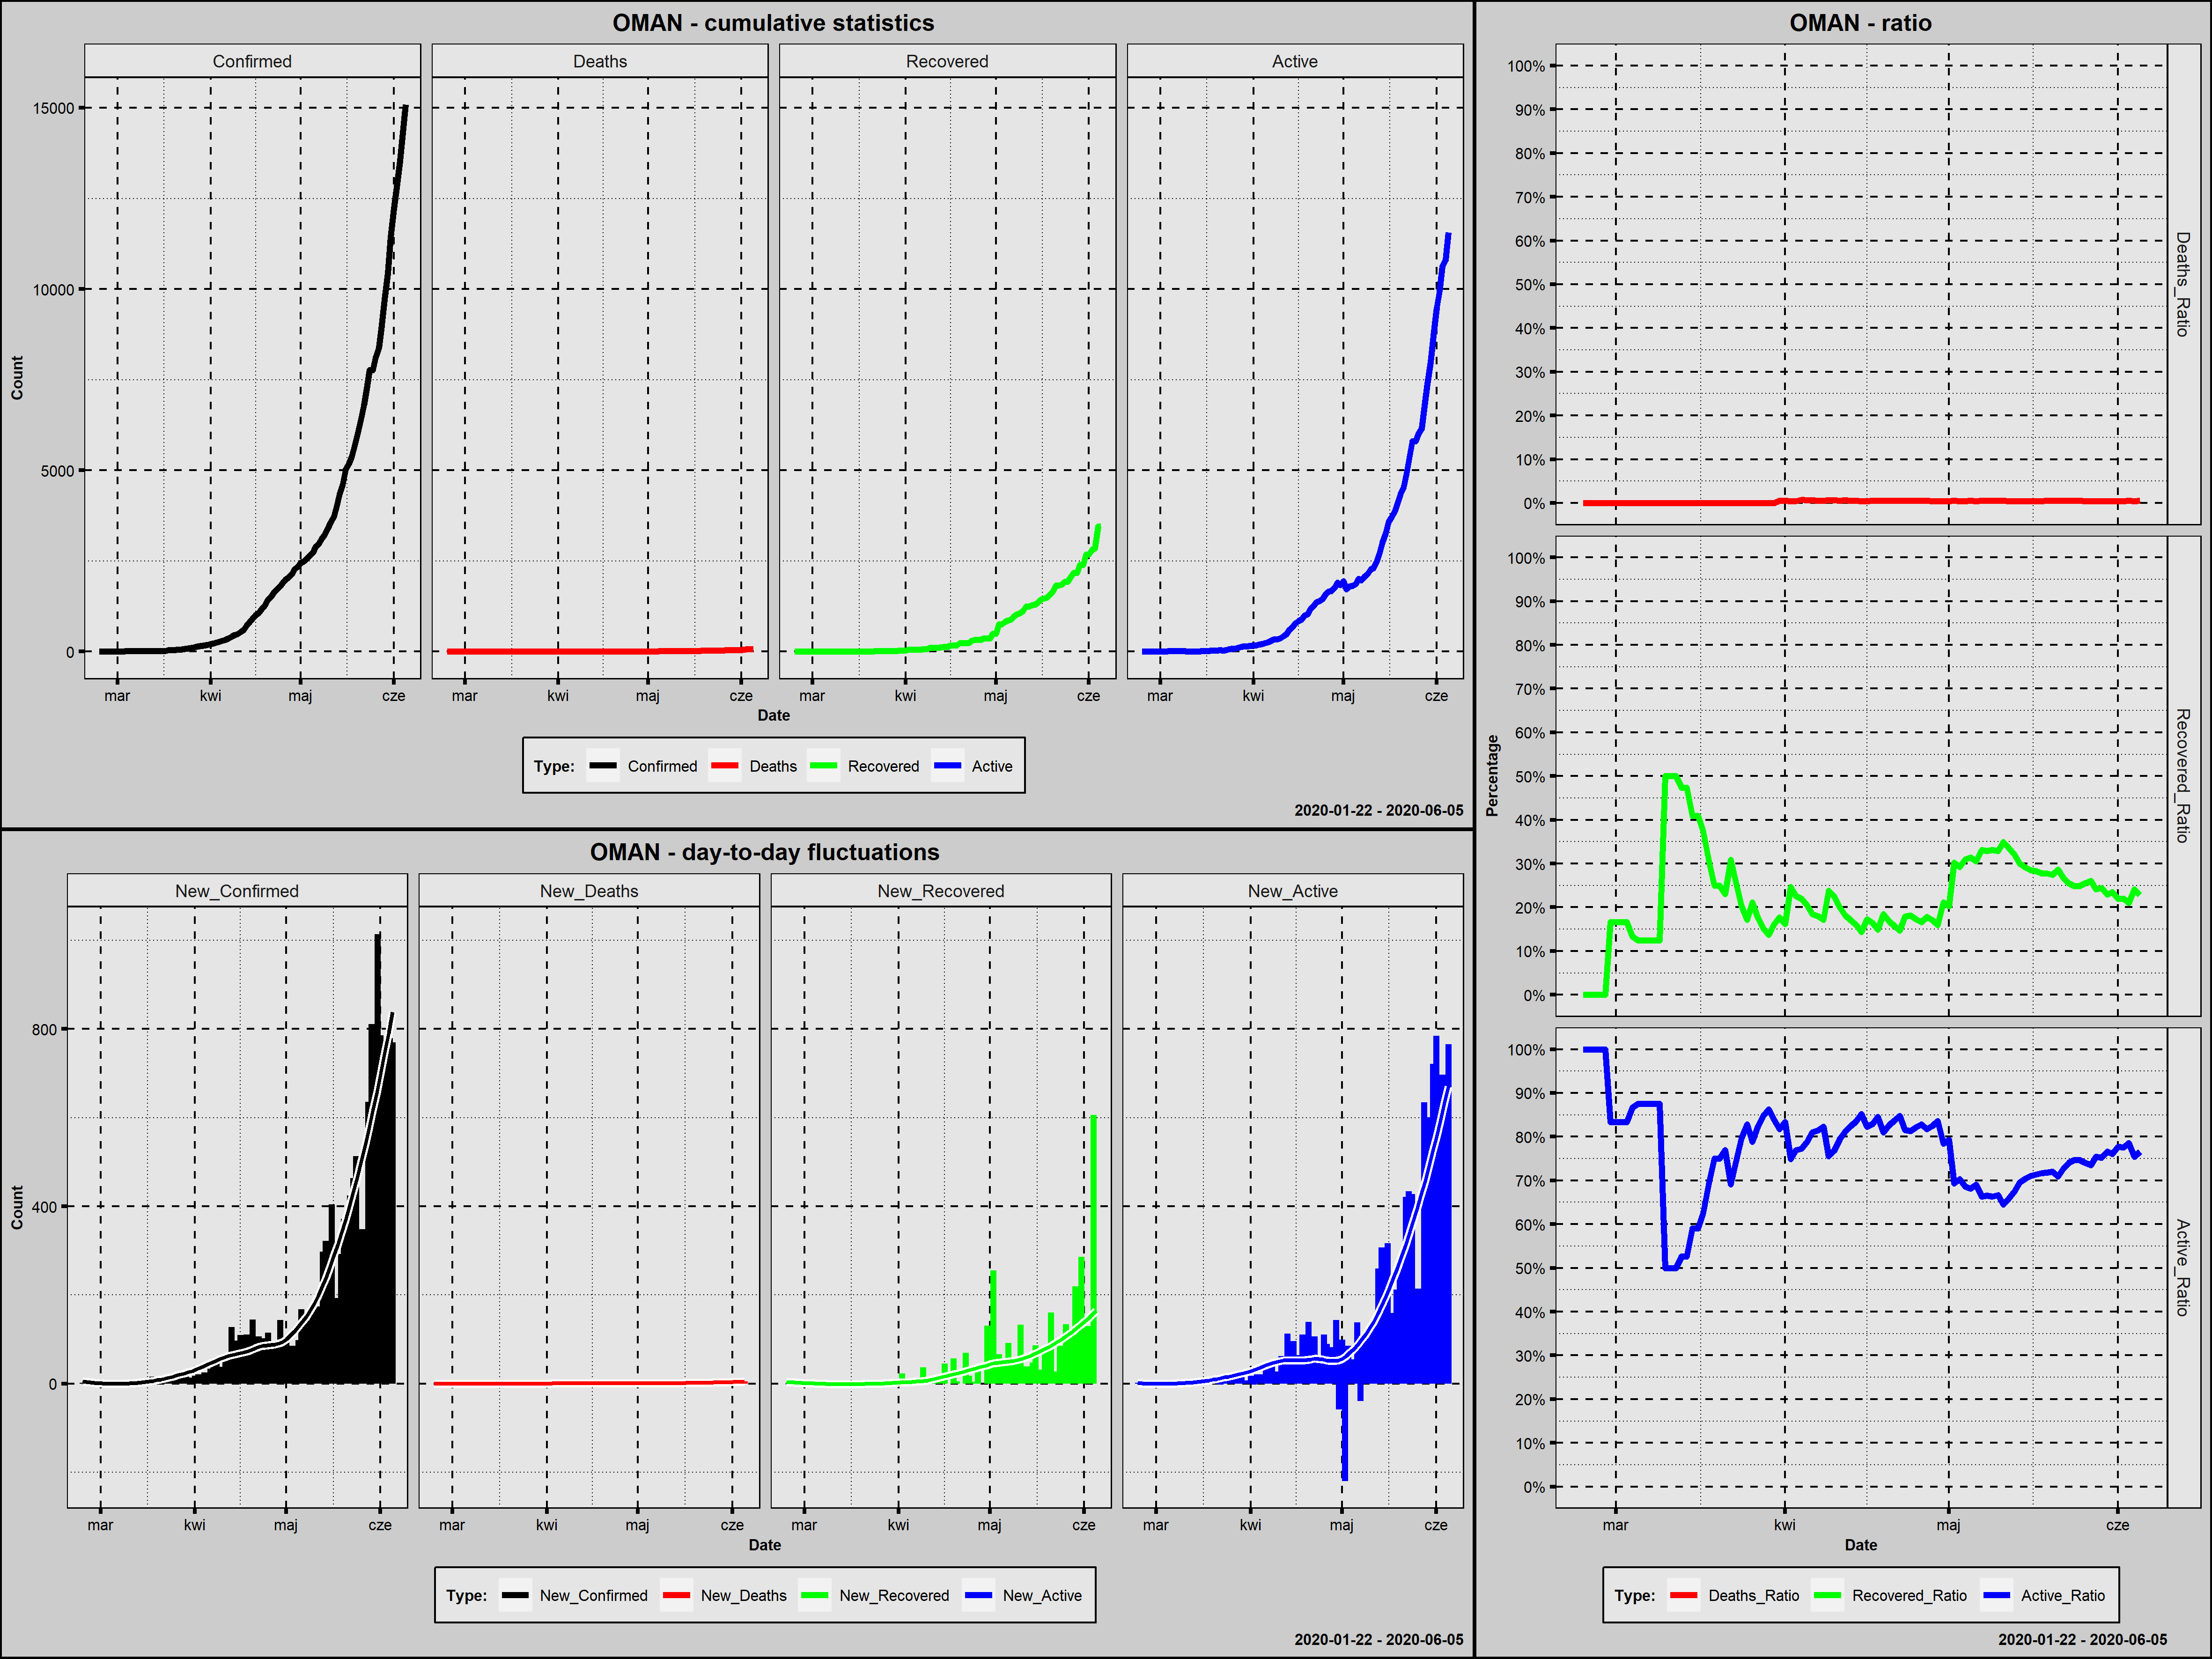 OMAN - cumulative statistics
Confirmed Deaths Recovered Active
Count
15000
10000
5000
0
mar kwi maj cze mar kwi maj cze mar kwi maj cze mar kwi maj cze
Date
Type: Confirmed Deaths Recovered Active
2020-01-22 - 2020-06-05
OMAN - day-to-day fluctuations
New_Confirmed New_Deaths New_Recovered New_Active
Count
800
400
0
mar kwi maj cze mar kwi maj cze mar kwi maj cze mar kwi maj cze
Date
Type: New_Confirmed New_Deaths New_Recovered New_Active
2020-01-22 - 2020-06-05
OMAN - ratio
Percentage
100%
90%
80%
70%
60%
50%
40%
30%
20%
10%
0%
Deaths_Ratio
100%
90%
80%
70%
60%
50%
40%
30%
20%
10%
0%
Recovered_Ratio
100%
90%
80%
70%
60%
50%
40%
30%
20%
10%
0%
Active_Ratio
mar kwi maj cze
Date
Type: Deaths_Ratio Recovered_Ratio Active_Ratio
2020-01-22 - 2020-06-05